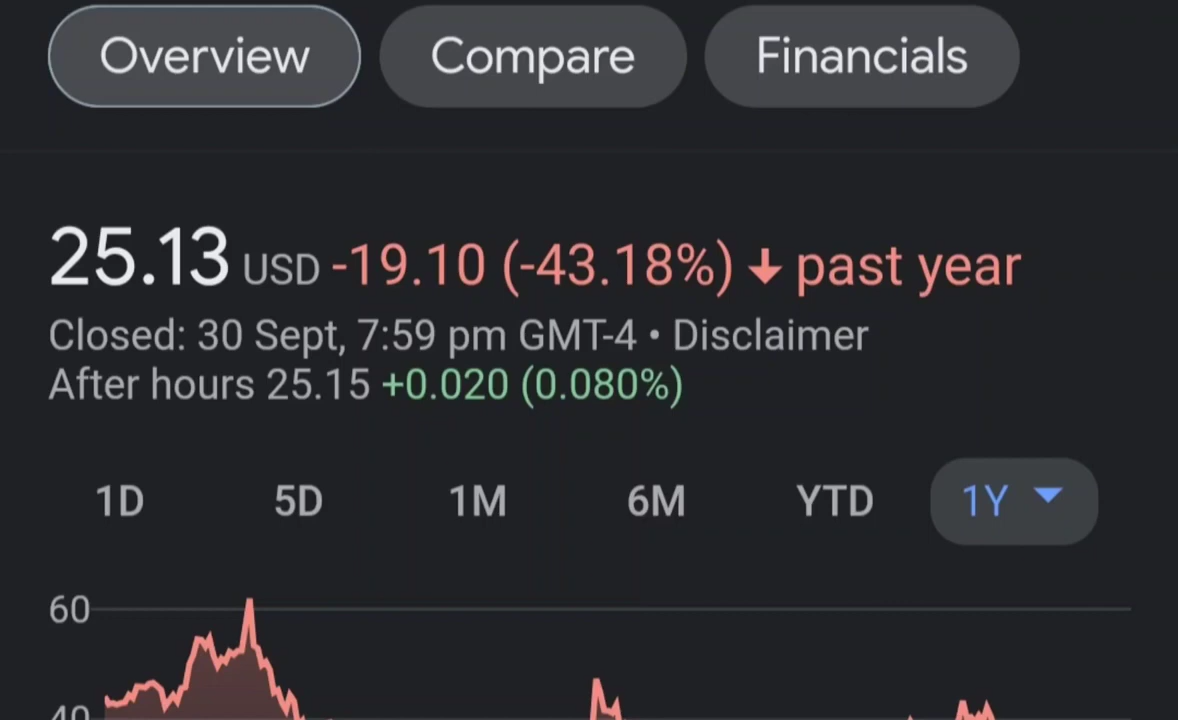 Overview Compare Financials
25.13 USD -19.10 (-43.18%) ↓ past year
Closed: 30 Sept, 7:59 pm GMT-4 • Disclaimer
After hours 25.15 +0.020 (0.080%)
1D 5D 1M 6M YTD 1Y
60
40